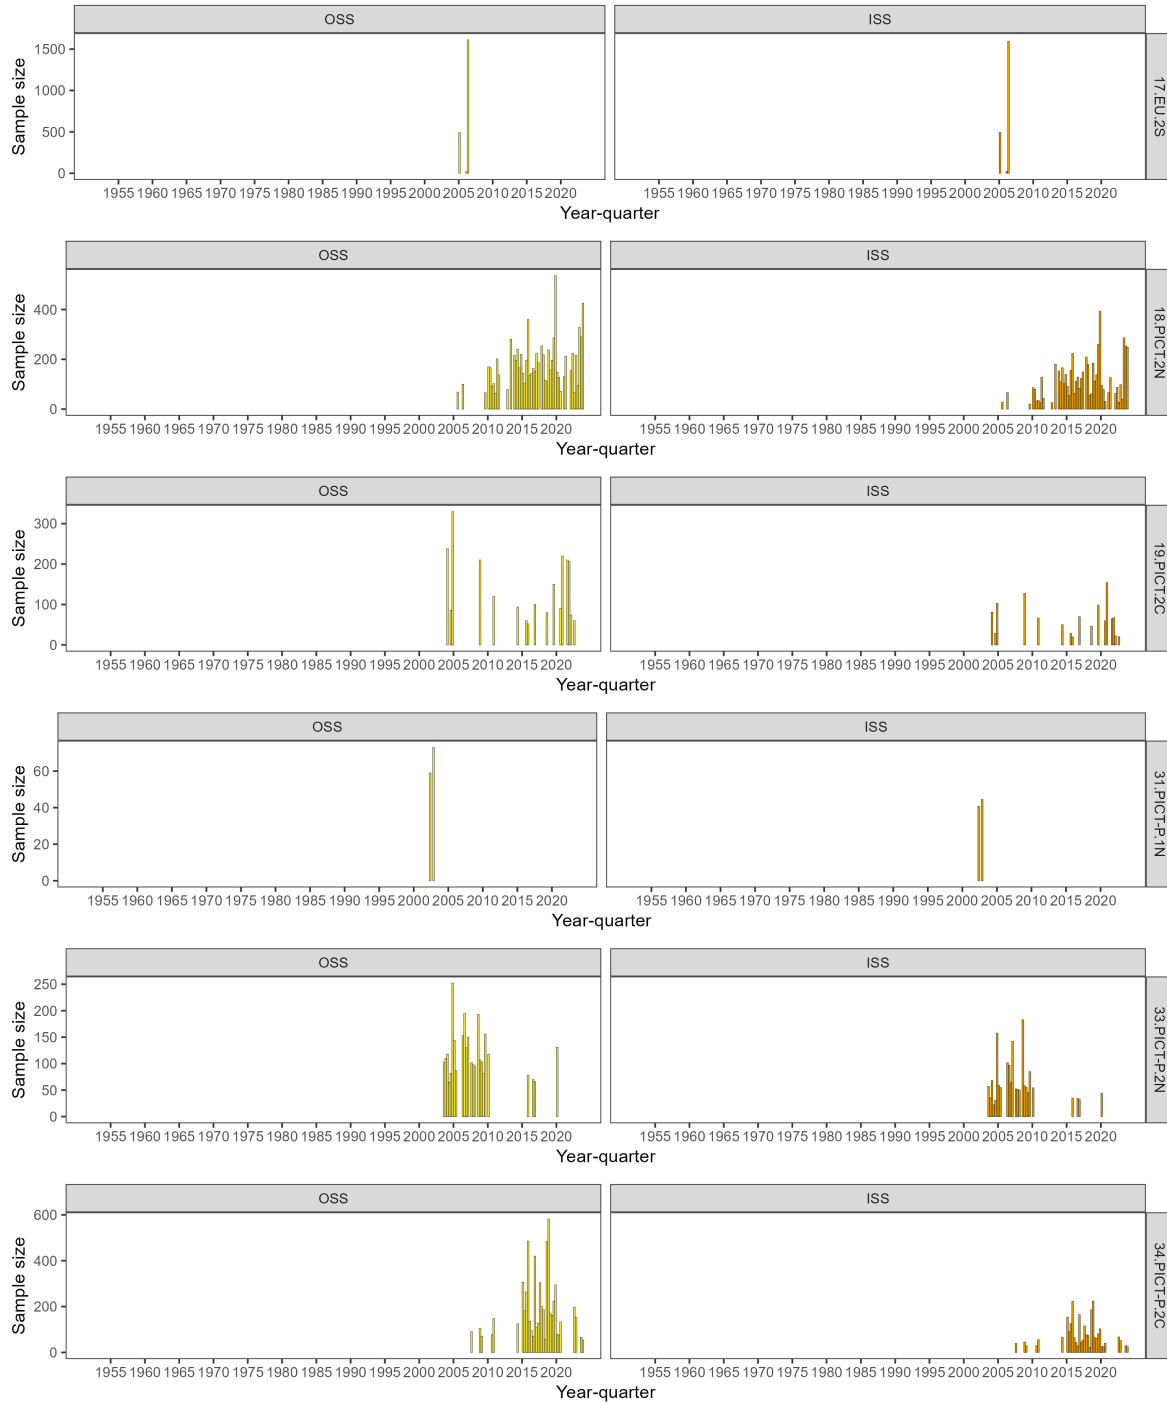 OSS ISS
1500
1000
500
0
Sample size
17.EU.2S
1955 1960 1965 1970 1975 1980 1985 1990 1995 2000 2005 2010 2015 2020 1955 1960 1965 1970 1975 1980 1985 1990 1995 2000 2005 2010 2015 2020
Year-quarter
OSS ISS
400
200
0
Sample size
18.PICT.2N
1955 1960 1965 1970 1975 1980 1985 1990 1995 2000 2005 2010 2015 2020 1955 1960 1965 1970 1975 1980 1985 1990 1995 2000 2005 2010 2015 2020
Year-quarter
OSS ISS
300
200
100
0
Sample size
19.PICT.2C
1955 1960 1965 1970 1975 1980 1985 1990 1995 2000 2005 2010 2015 2020 1955 1960 1965 1970 1975 1980 1985 1990 1995 2000 2005 2010 2015 2020
Year-quarter
OSS ISS
60
40
20
0
Sample size
31.PICT-P.1N
1955 1960 1965 1970 1975 1980 1985 1990 1995 2000 2005 2010 2015 2020 1955 1960 1965 1970 1975 1980 1985 1990 1995 2000 2005 2010 2015 2020
Year-quarter
OSS ISS
250
200
150
100
50
0
Sample size
33.PICT-P.2N
1955 1960 1965 1970 1975 1980 1985 1990 1995 2000 2005 2010 2015 2020 1955 1960 1965 1970 1975 1980 1985 1990 1995 2000 2005 2010 2015 2020
Year-quarter
OSS ISS
600
400
200
0
Sample size
34.PICT-P.2C
1955 1960 1965 1970 1975 1980 1985 1990 1995 2000 2005 2010 2015 2020 1955 1960 1965 1970 1975 1980 1985 1990 1995 2000 2005 2010 2015 2020
Year-quarter